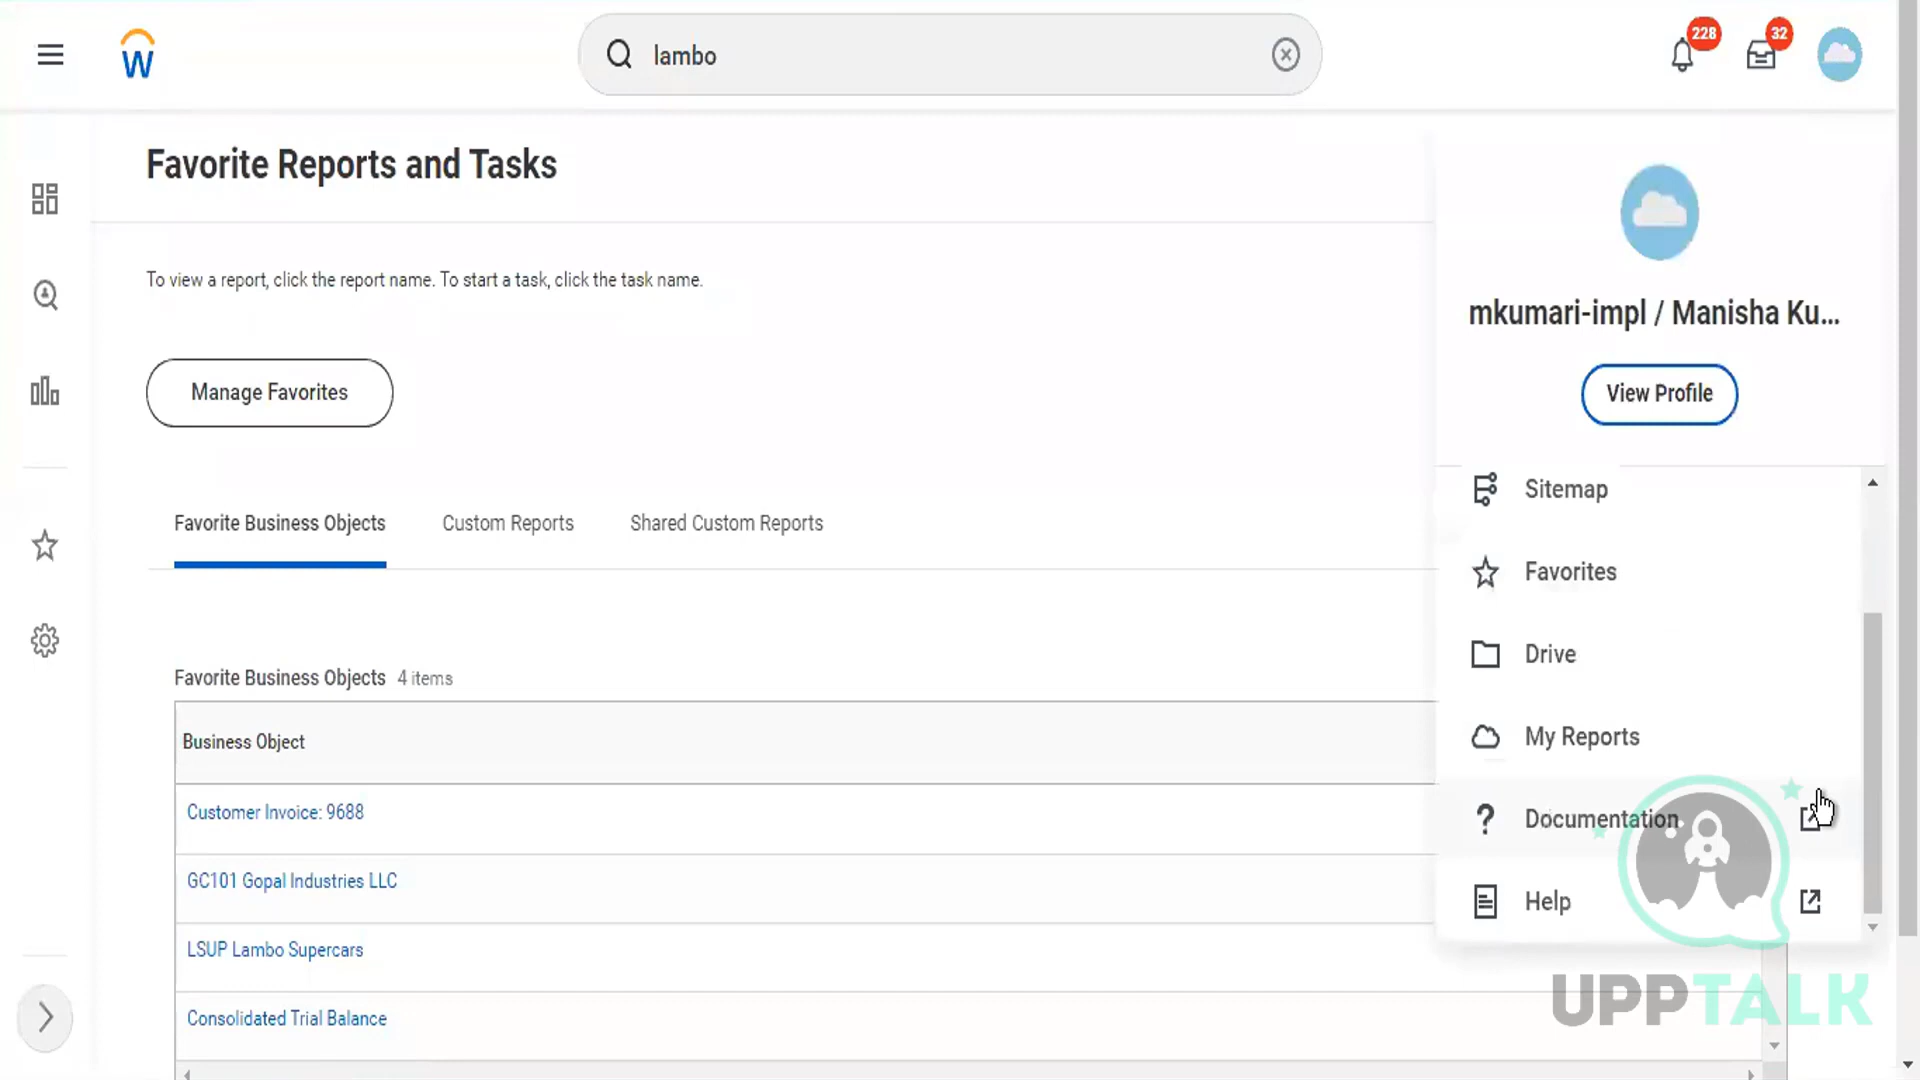 W
lambo
228
32
Favorite Reports and Tasks
To view a report, click the report name. To start a task, click the task name.
Manage Favorites
Favorite Business Objects
Custom Reports
Shared Custom Reports
Favorite Business Objects 4 items
Business Object
Customer Invoice: 9688
GC101 Gopal Industries LLC
LSUP Lambo Supercars
Consolidated Trial Balance
mkumari-impl / Manisha Ku...
View Profile
Sitemap
Favorites
Drive
My Reports
? Documentation
Help
UPPTALK